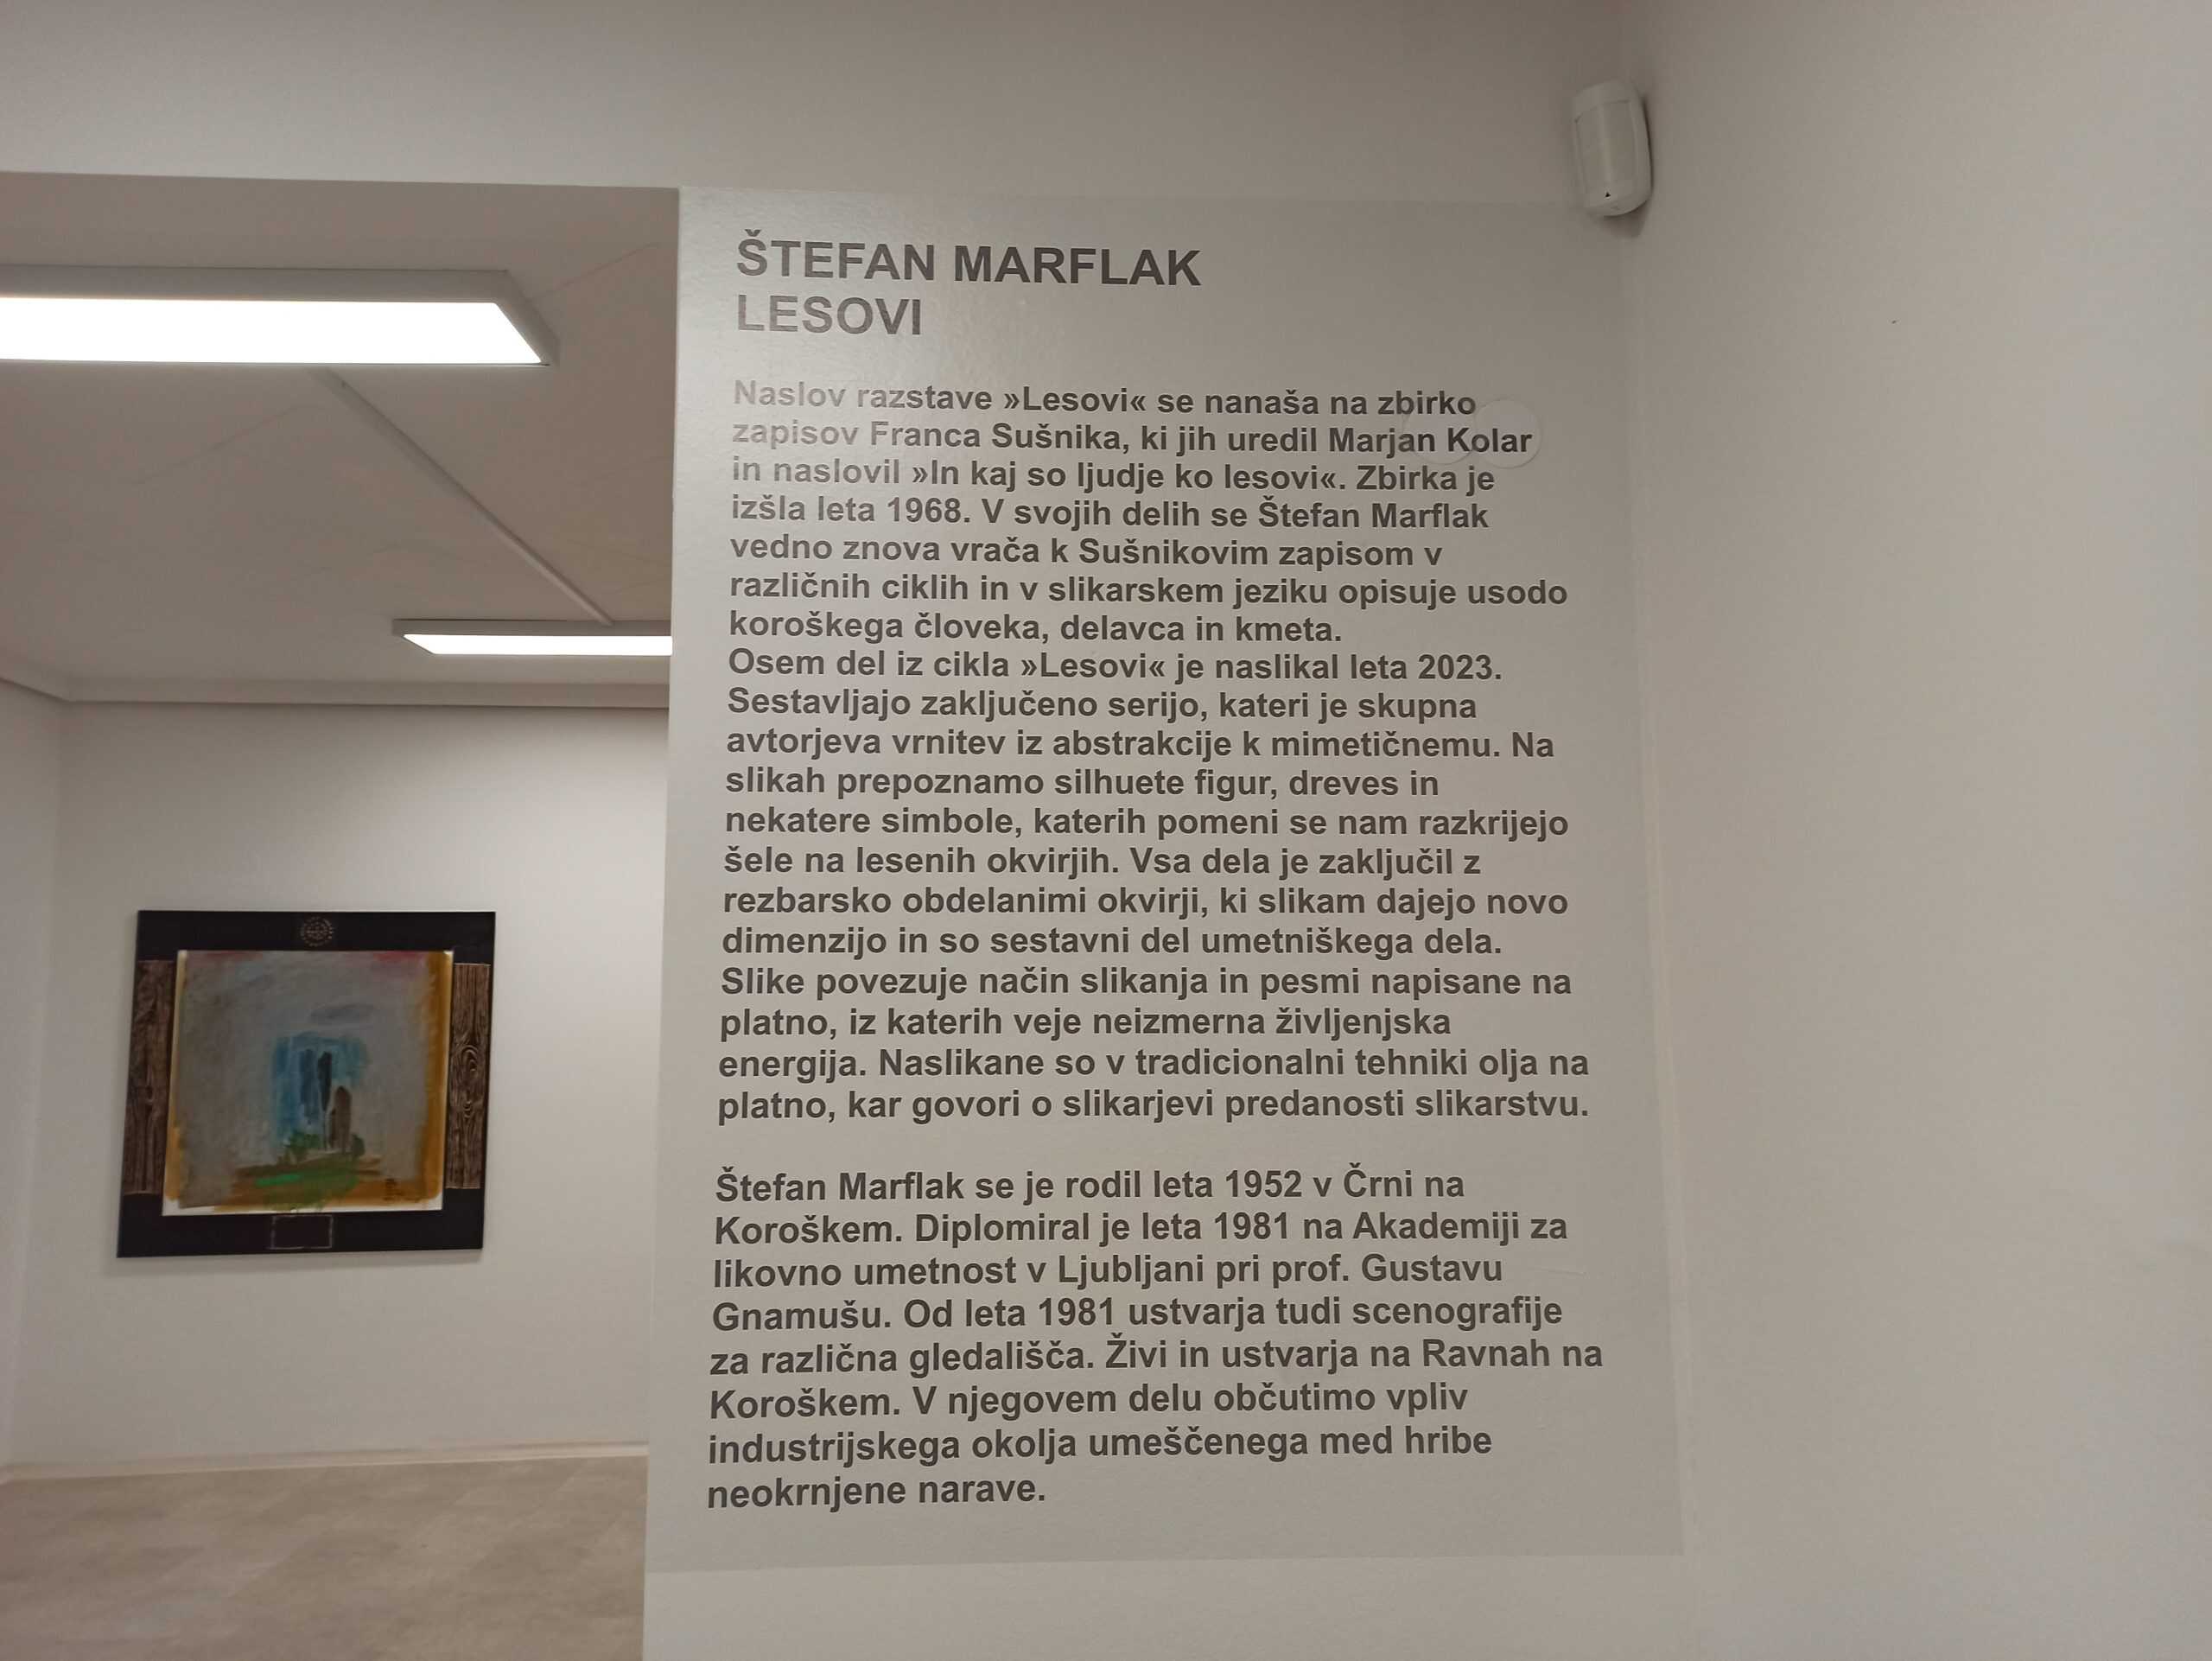 ŠTEFAN MARFLAK
LESOVI
Naslov razstave »Lesovi« se nanaša na zbirko
zapisov Franca Sušnika, ki jih uredil Marjan Kolar
in naslovil »In kaj so ljudje ko lesovi«. Zbirka je
izšla leta 1968. V svojih delih se Štefan Marflak
vedno znova vrača k Sušnikovim zapisom v
različnih ciklih in v slikarskem jeziku opisuje usodo
koroškega človeka, delavca in kmeta.
Osem del iz cikla »Lesovi« je naslikal leta 2023.
Sestavljajo zaključeno serijo, kateri je skupna
avtorjeva vrnitev iz abstrakcije k mimetičnemu. Na
slikah prepoznamo silhuete figur, dreves in
nekatere simbole, katerih pomeni se nam razkrijejo
šele na lesenih okvirjih. Vsa dela je zaključil z
rezbarsko obdelanimi okvirji, ki slikam dajejo novo
dimenzijo in so sestavni del umetniškega dela.
Slike povezuje način slikanja in pesmi napisane na
platno, iz katerih veje neizmerna življenjska
energija. Naslikane so v tradicionalni tehniki olja na
platno, kar govori o slikarjevi predanosti slikarstvu.
Štefan Marflak se je rodil leta 1952 v Črni na
Koroškem. Diplomiral je leta 1981 na Akademiji za
likovno umetnost v Ljubljani pri prof. Gustavu
Gnamušu. Od leta 1981 ustvarja tudi scenografije
za različna gledališča. Živi in ustvarja na Ravnah na
Koroškem. V njegovem delu občutimo vpliv
industrijskega okolja umeščenega med hribe
neokrnjene narave.